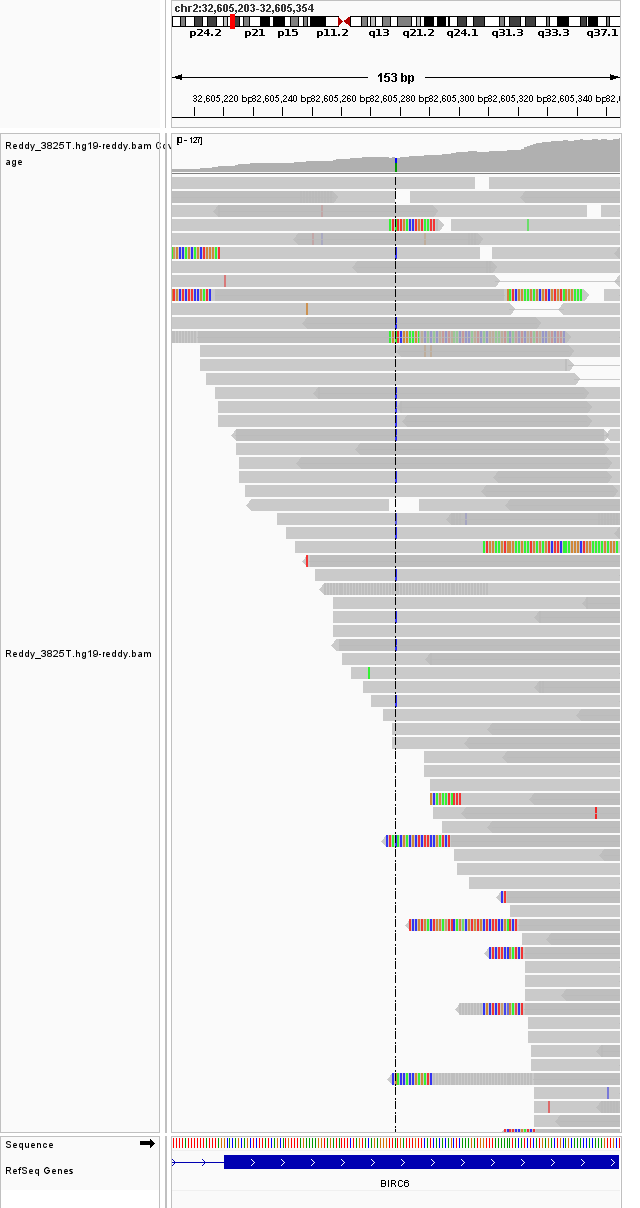 chr2:32,605,203-32,605,354
p24.2 p21 p15 p11.2 q13 q21.2 q24.1 q31.3 q33.3 q37.1
153 bp
32,605,220 bp 32,605,240 bp 32,605,260 bp 32,605,280 bp 32,605,300 bp 32,605,320 bp 32,605,340 bp 32,6
Reddy_3825T.hg19-reddy.bam Cov
age
[0 - 127]
Reddy_3825T.hg19-reddy.bam
Sequence
RefSeq Genes
BIRC6